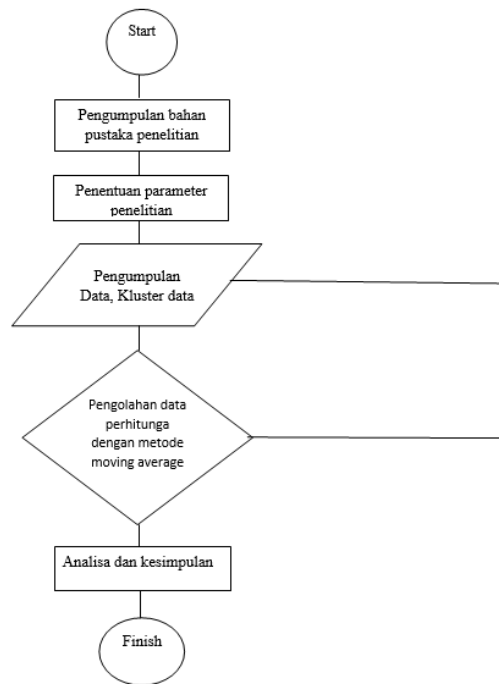 Start
Pengumpulan bahan
pustaka penelitian
Penentuan parameter
penelitian
Pengumpulan
Data, Kluster data
Pengolahan data
perhitunga
dengan metode
moving average
Analisa dan kesimpulan
Finish